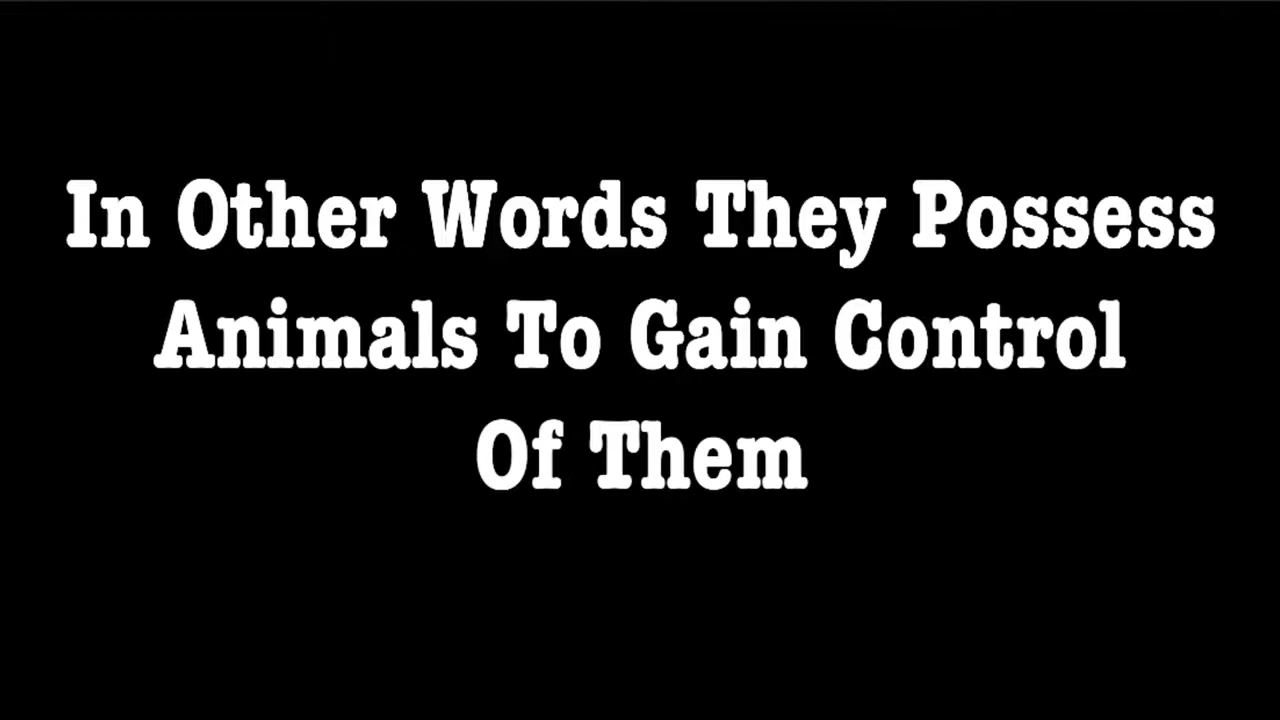 In Other Words They Possess
Animals To Gain Control
Of Them